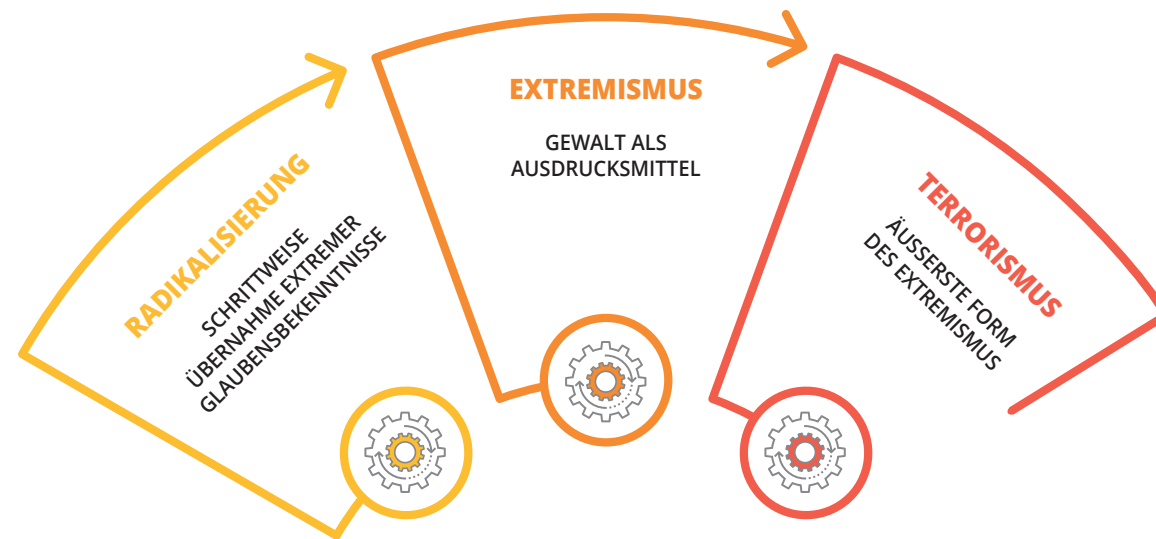 RADIKALISIERUNG
SCHRITTWEISE
ÜBERNAHME EXTREMER
GLAUBENSBEKENNTNISSE
EXTREMISMUS
GEWALT ALS
AUSDRUCKSMITTEL
TERRORISMUS
ÄUSSERSTE FORM
DES EXTREMISMUS